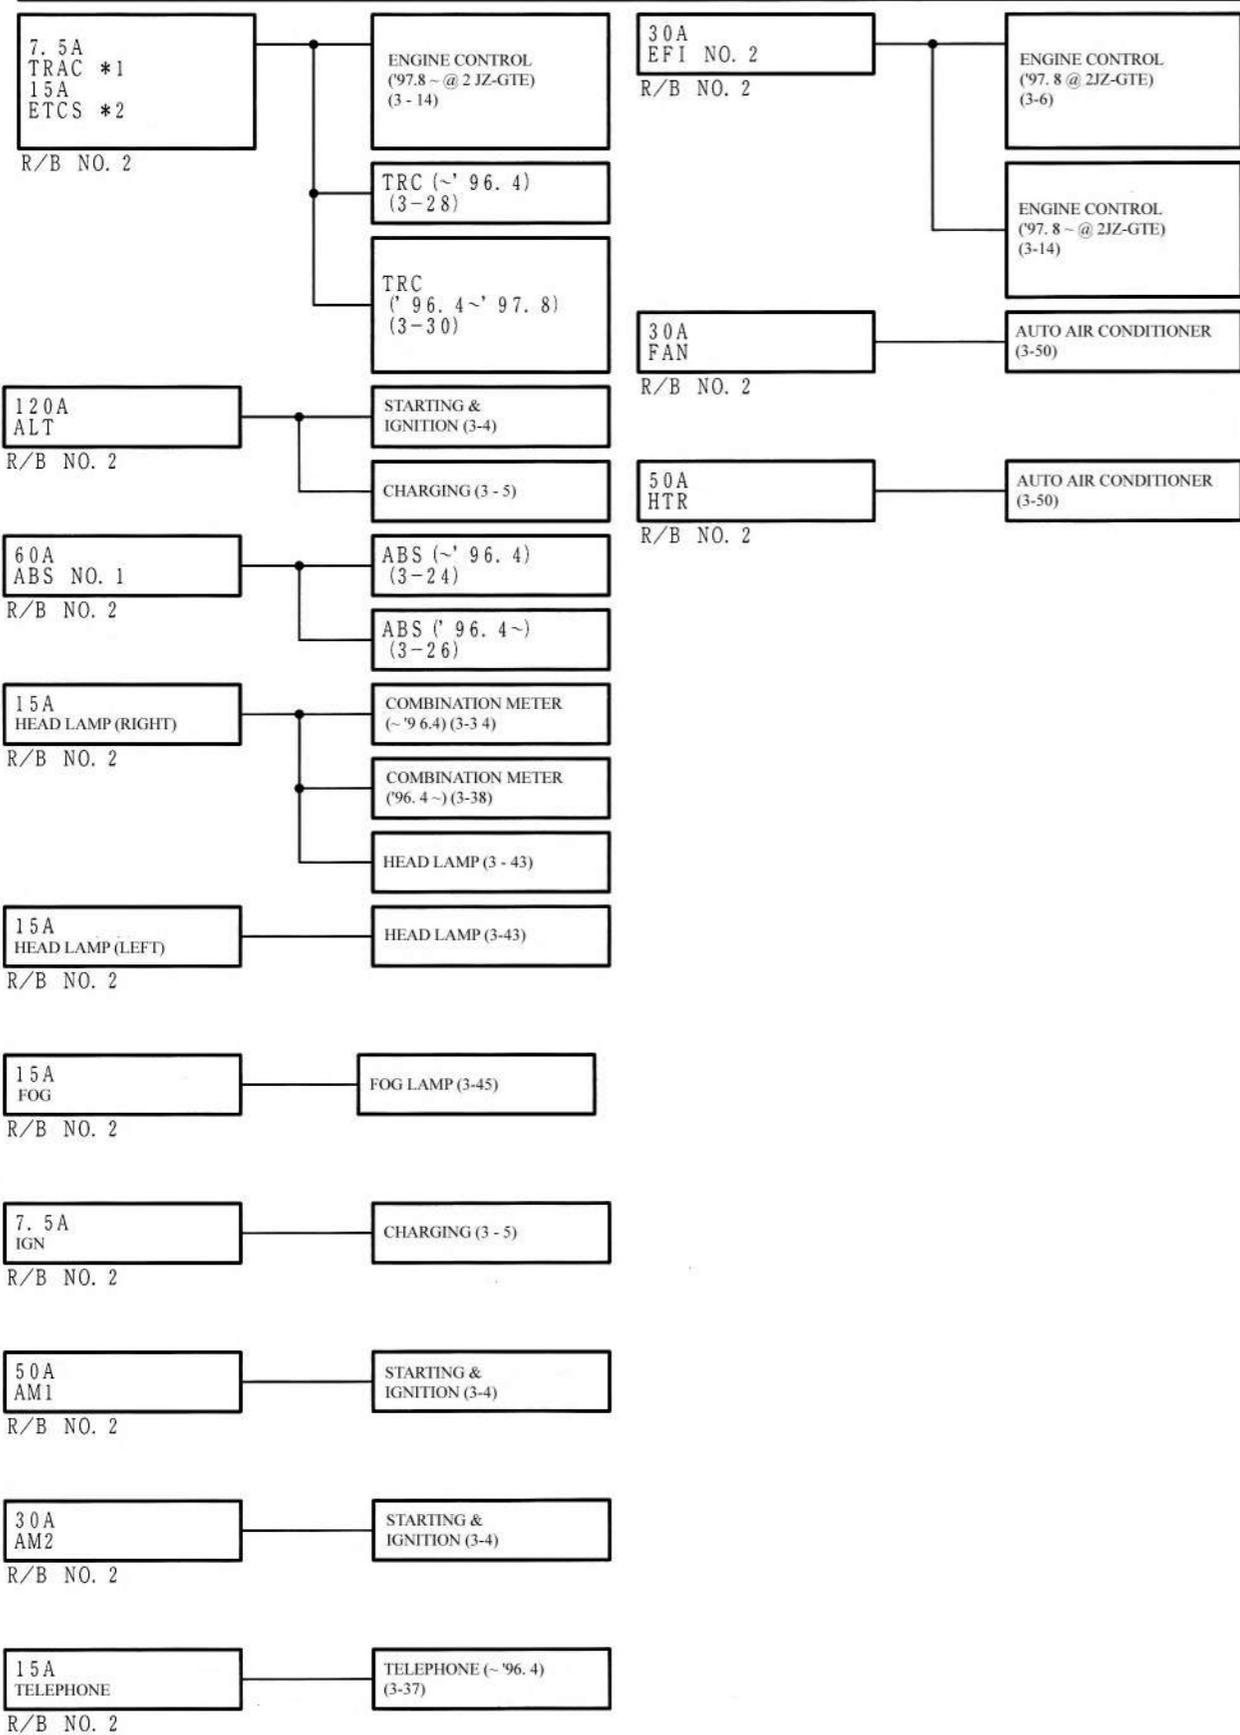 7. 5A
TRAC *1
15A
ETCS *2
R/B NO. 2
ENGINE CONTROL
('97.8 ~ @ 2 JZ-GTE)
(3 - 14)
TRC (~' 96. 4)
(3-28)
TRC
(' 96. 4~' 97. 8)
(3-30)
120A
ALT
R/B NO. 2
STARTING &
IGNITION (3-4)
CHARGING (3 - 5)
60A
ABS NO. 1
R/B NO. 2
ABS (~' 96. 4)
(3-24)
ABS (' 96. 4~)
(3-26)
15A
HEAD LAMP (RIGHT)
R/B NO. 2
COMBINATION METER
(~ '9 6.4) (3-3 4)
COMBINATION METER
('96. 4 ~) (3-38)
HEAD LAMP (3 - 43)
15A
HEAD LAMP (LEFT)
R/B NO. 2
HEAD LAMP (3-43)
15A
FOG
R/B NO. 2
FOG LAMP (3-45)
7. 5A
IGN
R/B NO. 2
CHARGING (3 - 5)
50A
AM1
R/B NO. 2
STARTING &
IGNITION (3-4)
30A
AM2
R/B NO. 2
STARTING &
IGNITION (3-4)
15A
TELEPHONE
R/B NO. 2
TELEPHONE (~ '96. 4)
(3-37)
30A
EFI NO. 2
R/B NO. 2
ENGINE CONTROL
('97. 8 @ 2JZ-GTE)
(3-6)
ENGINE CONTROL
('97. 8 ~ @ 2JZ-GTE)
(3-14)
30A
FAN
R/B NO. 2
AUTO AIR CONDITIONER
(3-50)
50A
HTR
R/B NO. 2
AUTO AIR CONDITIONER
(3-50)